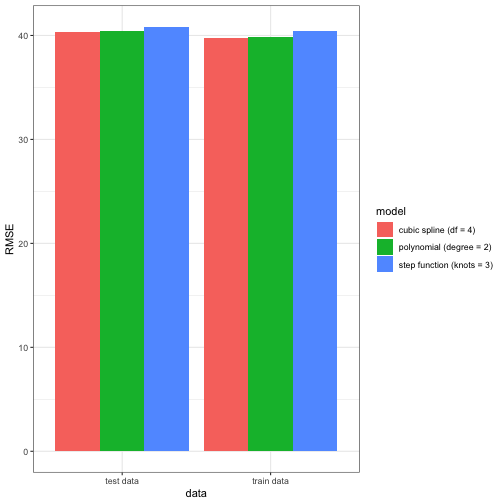 40
30
20
10
0
RMSE
test data
train data
data
model
cubic spline (df = 4)
polynomial (degree = 2)
step function (knots = 3)